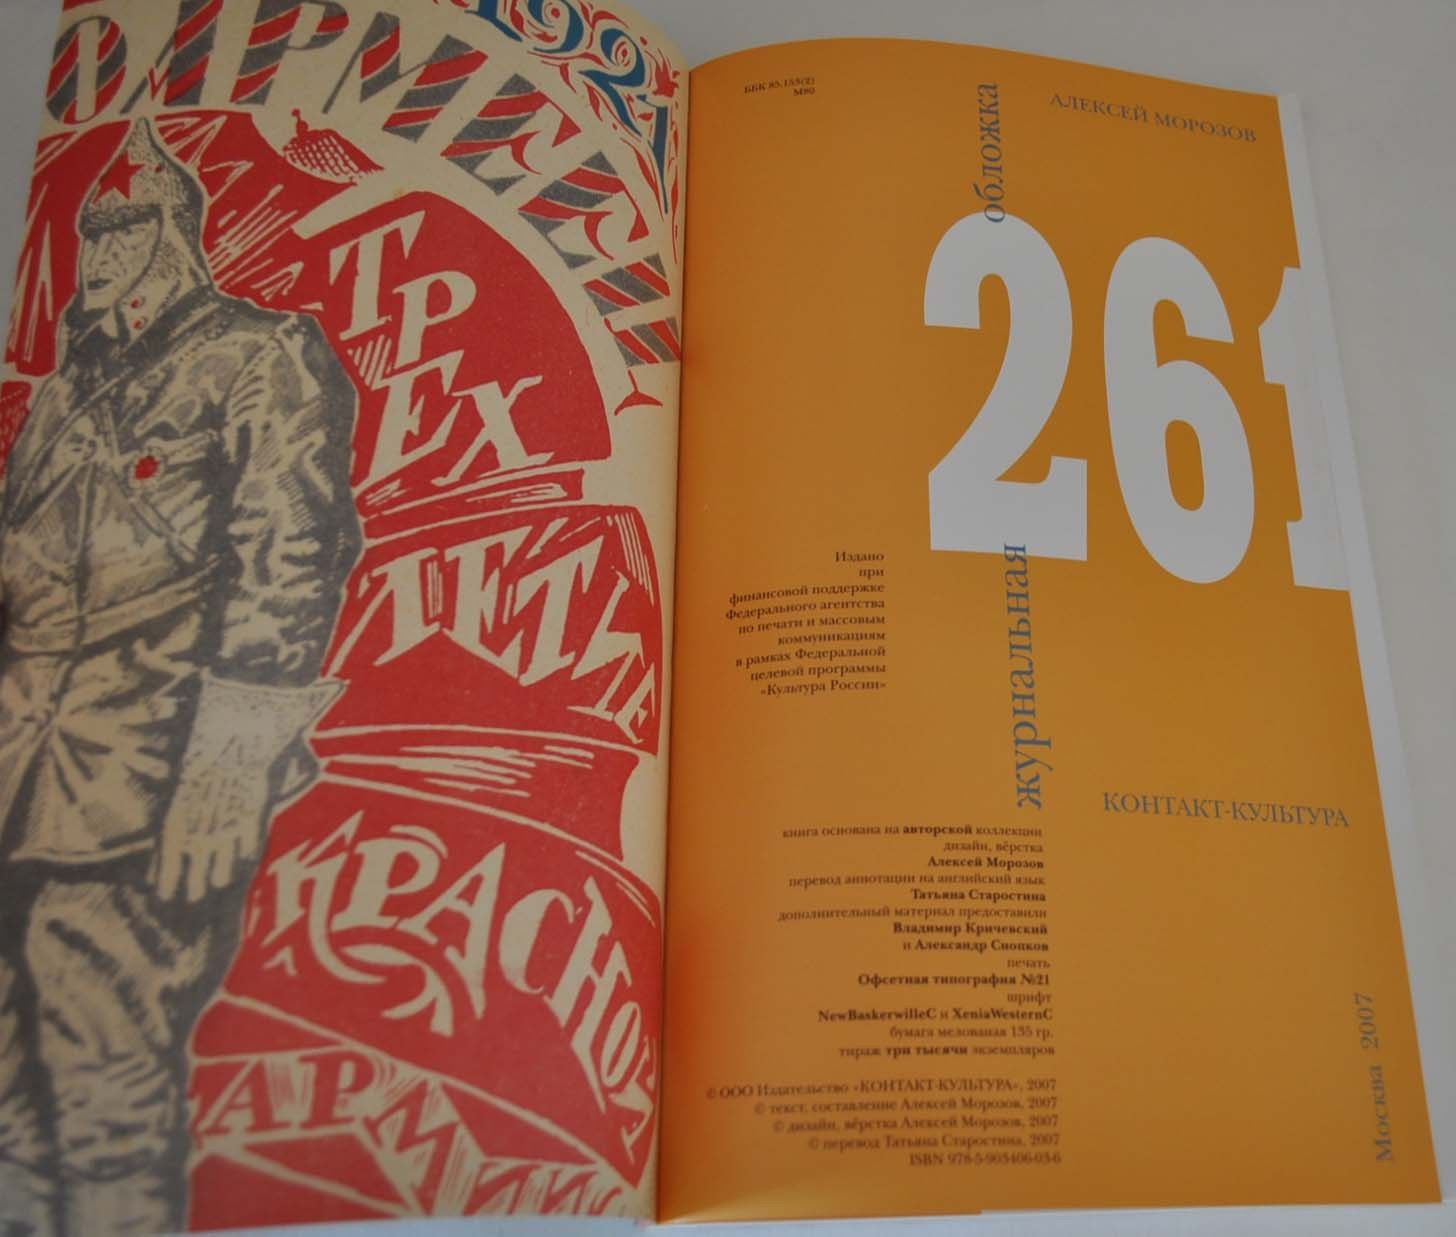 1921
ТРЕХ
ЛЕТЬЕ
КРАСНОЙ
АРМИИ
ББК 85.153(2)
М80
обложка
АЛЕКСЕЙ МОРОЗОВ
261
журнальная
Издано
при
финансовой поддержке
Федерального агентства
по печати и массовым
коммуникациям
в рамках Федеральной
целевой программы
«Культура России»
КОНТАКТ-КУЛЬТУРА
книга основана на авторской коллекции
дизайн, вёрстка
Алексей Морозов
перевод аннотации на английский язык
Татьяна Старостина
дополнительный материал предоставили
Владимир Кричевский
и Александр Снопков
печать
Офсетная типография №21
шрифт
NewBaskerwilleC и XeniaWesternC
бумага мелованая 135 гр.
тираж три тысячи экземпляров
© ООО Издательство «КОНТАКТ-КУЛЬТУРА», 2007
© текст, составление Алексей Морозов, 2007
© дизайн, вёрстка Алексей Морозов, 2007
© перевод Татьяна Старостина, 2007
ISBN 978-5-903406-03-6
Москва 2007